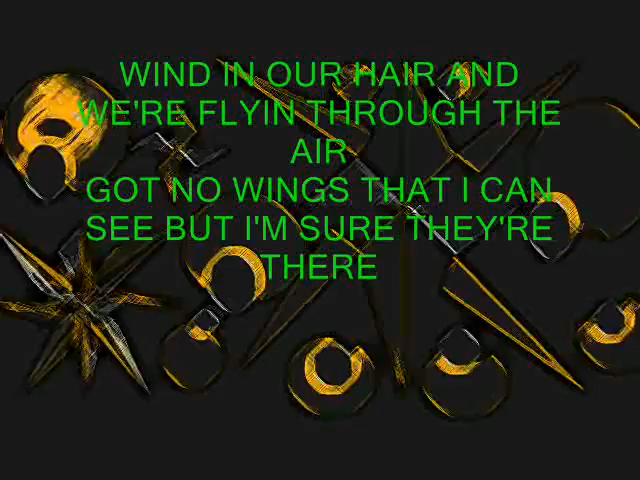 WIND IN OUR HAIR AND
WE'RE FLYIN THROUGH THE
AIR
GOT NO WINGS THAT I CAN
SEE BUT I'M SURE THEY'RE
THERE